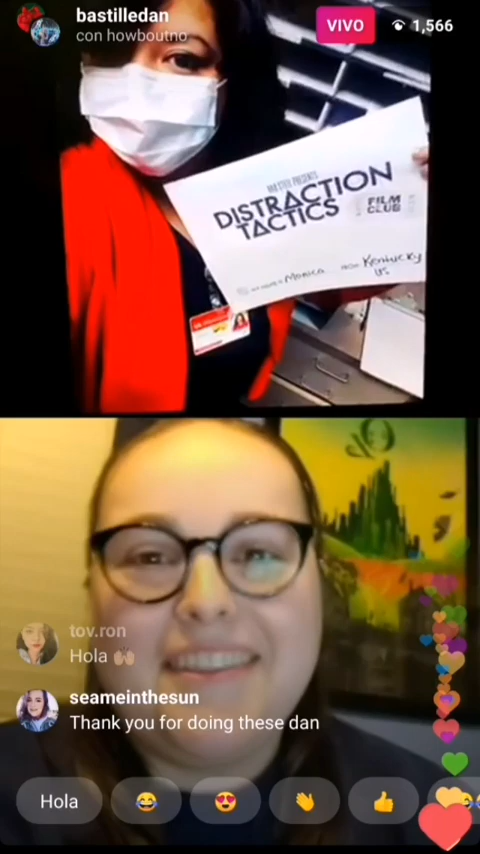 bastilledan
con howboutno
VIVO
1,566
PRESENTS
DISTRACTION
TACTICS
FILM
CLUB
Monica
Kentucky
US
tov.ron
Hola 🙌🏼
seameinthesun
Thank you for doing these dan
Hola 😂 😍 👋 👍